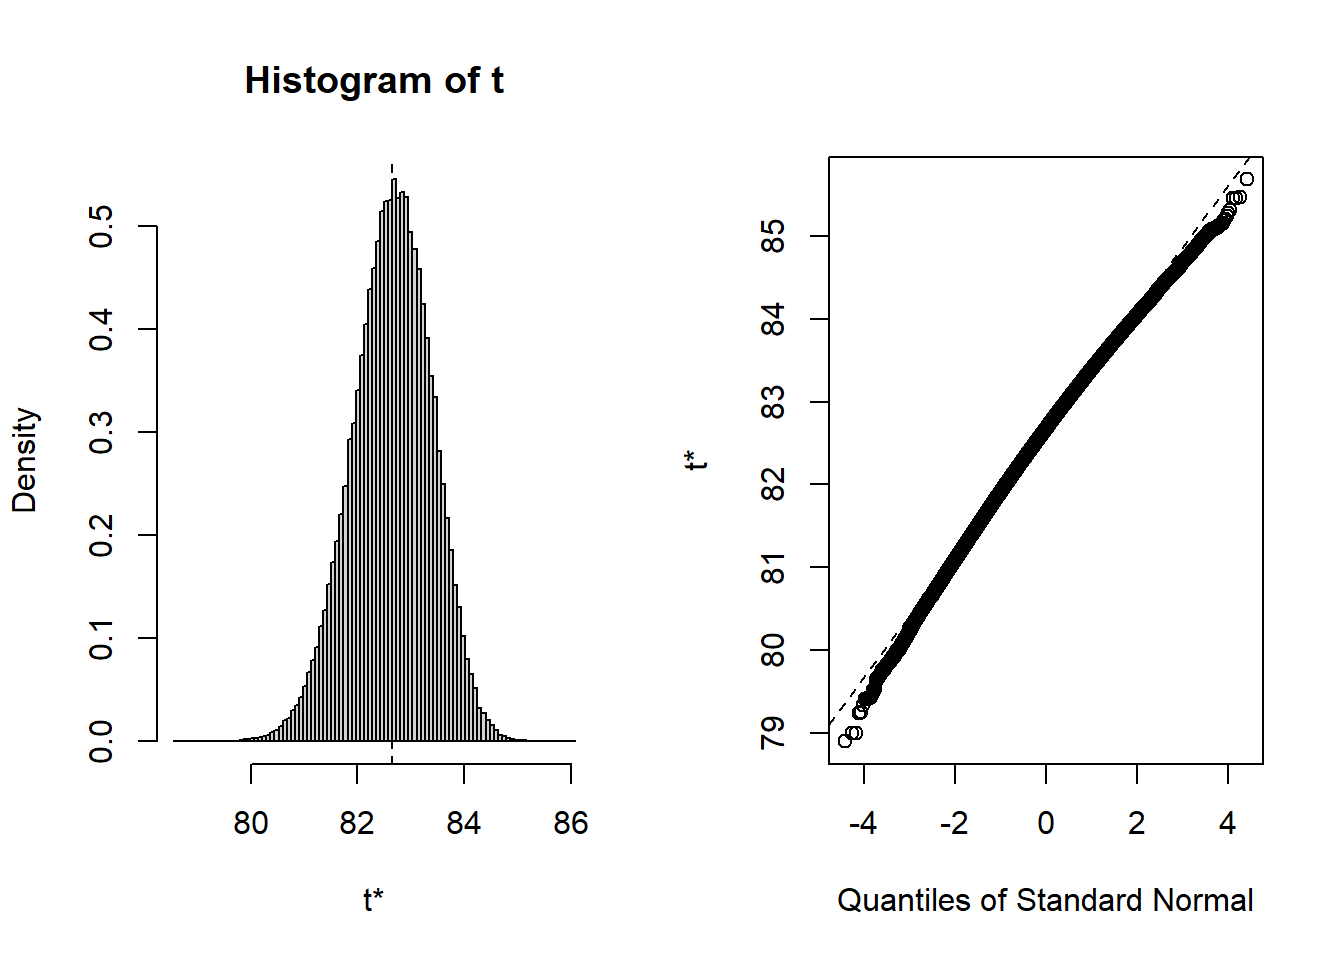 Histogram of t
Density
0.0 0.1 0.2 0.3 0.4 0.5
80 82 84 86
t*
t*
79 80 81 82 83 84 85
-4 -2 0 2 4
Quantiles of Standard Normal